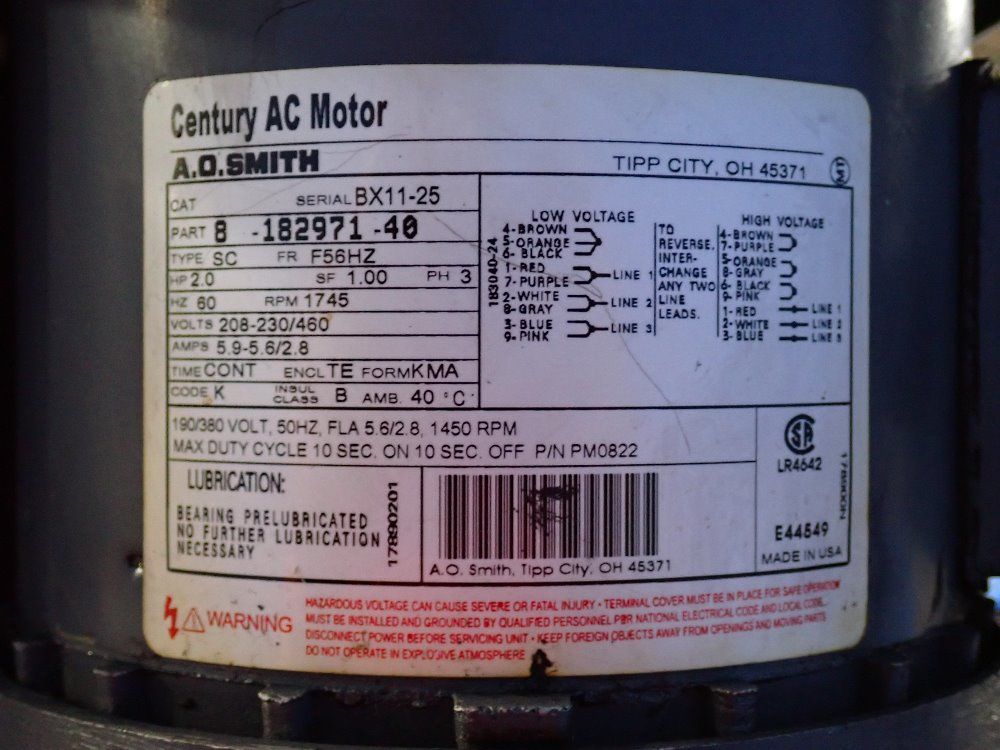 Century AC Motor
A.O.SMITH TIPP CITY, OH 45371
CAT SERIAL BX11-25
PART 8 -182971 -40
TYPE SC FR F56HZ
HP 2.0 SF 1.00 PH 3
HZ 60 RPM 1745
VOLTS 208-230/460
AMPS 5.9-5.6/2.8
TIME CONT ENCL TE FORM KMA
CODE K INSUL CLASS B AMB. 40 °C
183040-24
LOW VOLTAGE
4-BROWN
5-ORANGE
6-BLACK
1-RED
7-PURPLE LINE 1
2-WHITE
8-GRAY LINE 2
3-BLUE
9-PINK LINE 3
TO
REVERSE,
INTER-
CHANGE
ANY TWO
LINE
LEADS.
HIGH VOLTAGE
4-BROWN
7-PURPLE
5-ORANGE
8-GRAY
6-BLACK
9-PINK
1-RED LINE 1
2-WHITE LINE 2
3-BLUE LINE 3
190/380 VOLT, 50HZ, FLA 5.6/2.8, 1450 RPM
MAX DUTY CYCLE 10 SEC. ON 10 SEC. OFF P/N PM0822
LUBRICATION:
BEARING PRELUBRICATED
NO FURTHER LUBRICATION
NECESSARY
17890201
A.O. Smith, Tipp City, OH 45371
LR4642
E44549
MADE IN USA
WARNING
HAZARDOUS VOLTAGE CAN CAUSE SEVERE OR FATAL INJURY · TERMINAL COVER MUST BE IN PLACE FOR SAFE OPERATION
MUST BE INSTALLED AND GROUNDED BY QUALIFIED PERSONNEL PER NATIONAL ELECTRICAL CODE AND LOCAL CODE.
DISCONNECT POWER BEFORE SERVICING UNIT · KEEP FOREIGN OBJECTS AWAY FROM OPENINGS AND MOVING PARTS
DO NOT OPERATE IN EXPLOSIVE ATMOSPHERE